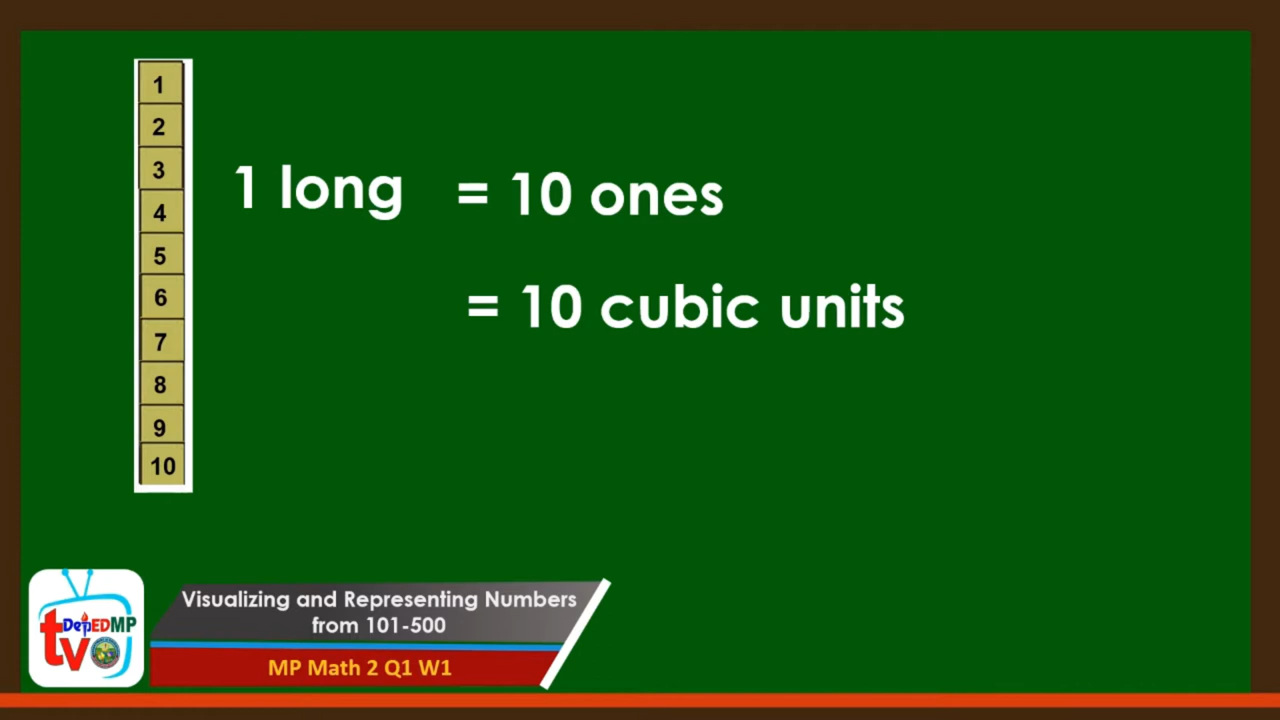 1
2
3
4
5
6
7
8
9
10
1 long = 10 ones
= 10 cubic units
DepEDMP
tv
Visualizing and Representing Numbers
from 101-500
MP Math 2 Q1 W1